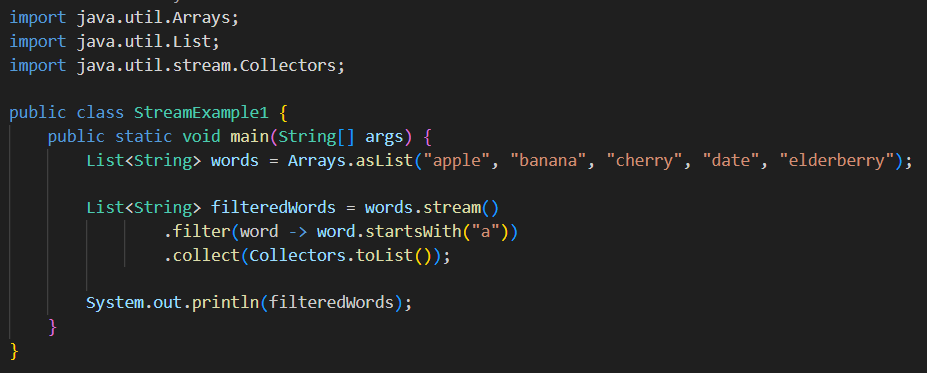 import java.util.Arrays;
import java.util.List;
import java.util.stream.Collectors;

public class StreamExample1 {
    public static void main(String[] args) {
        List<String> words = Arrays.asList("apple", "banana", "cherry", "date", "elderberry");

        List<String> filteredWords = words.stream()
                .filter(word -> word.startsWith("a"))
                .collect(Collectors.toList());

        System.out.println(filteredWords);
    }
}